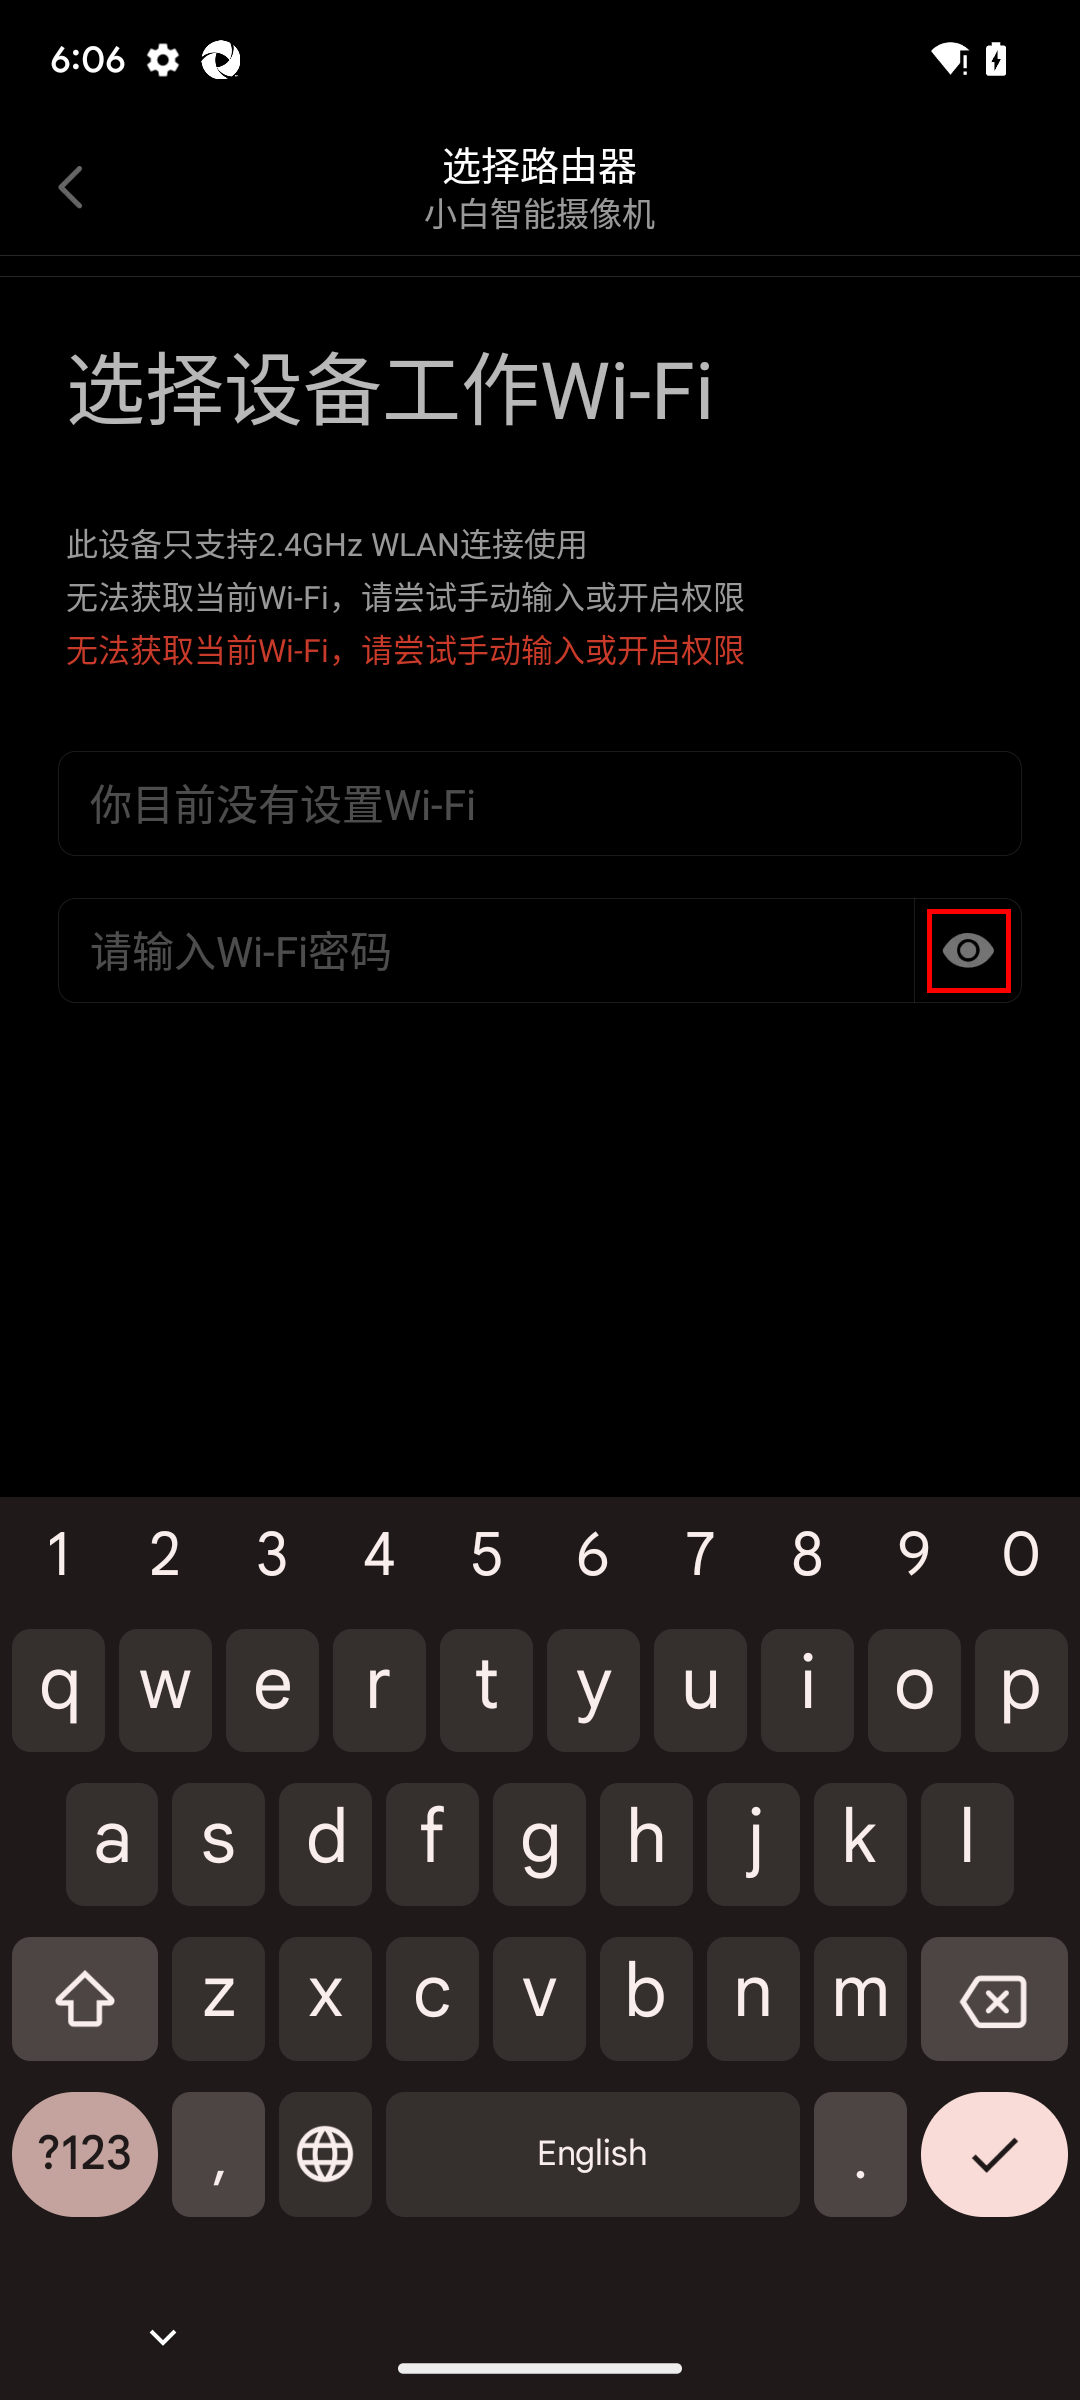 6:06
选择路由器
小白智能摄像机
选择设备工作Wi-Fi
此设备只支持2.4GHz WLAN连接使用
无法获取当前Wi-Fi，请尝试手动输入或开启权限
无法获取当前Wi-Fi，请尝试手动输入或开启权限
你目前没有设置Wi-Fi
请输入Wi-Fi密码
1 2 3 4 5 6 7 8 9 0
q w e r t y u i o p
a s d f g h j k l
z x c v b n m
?123 , English .